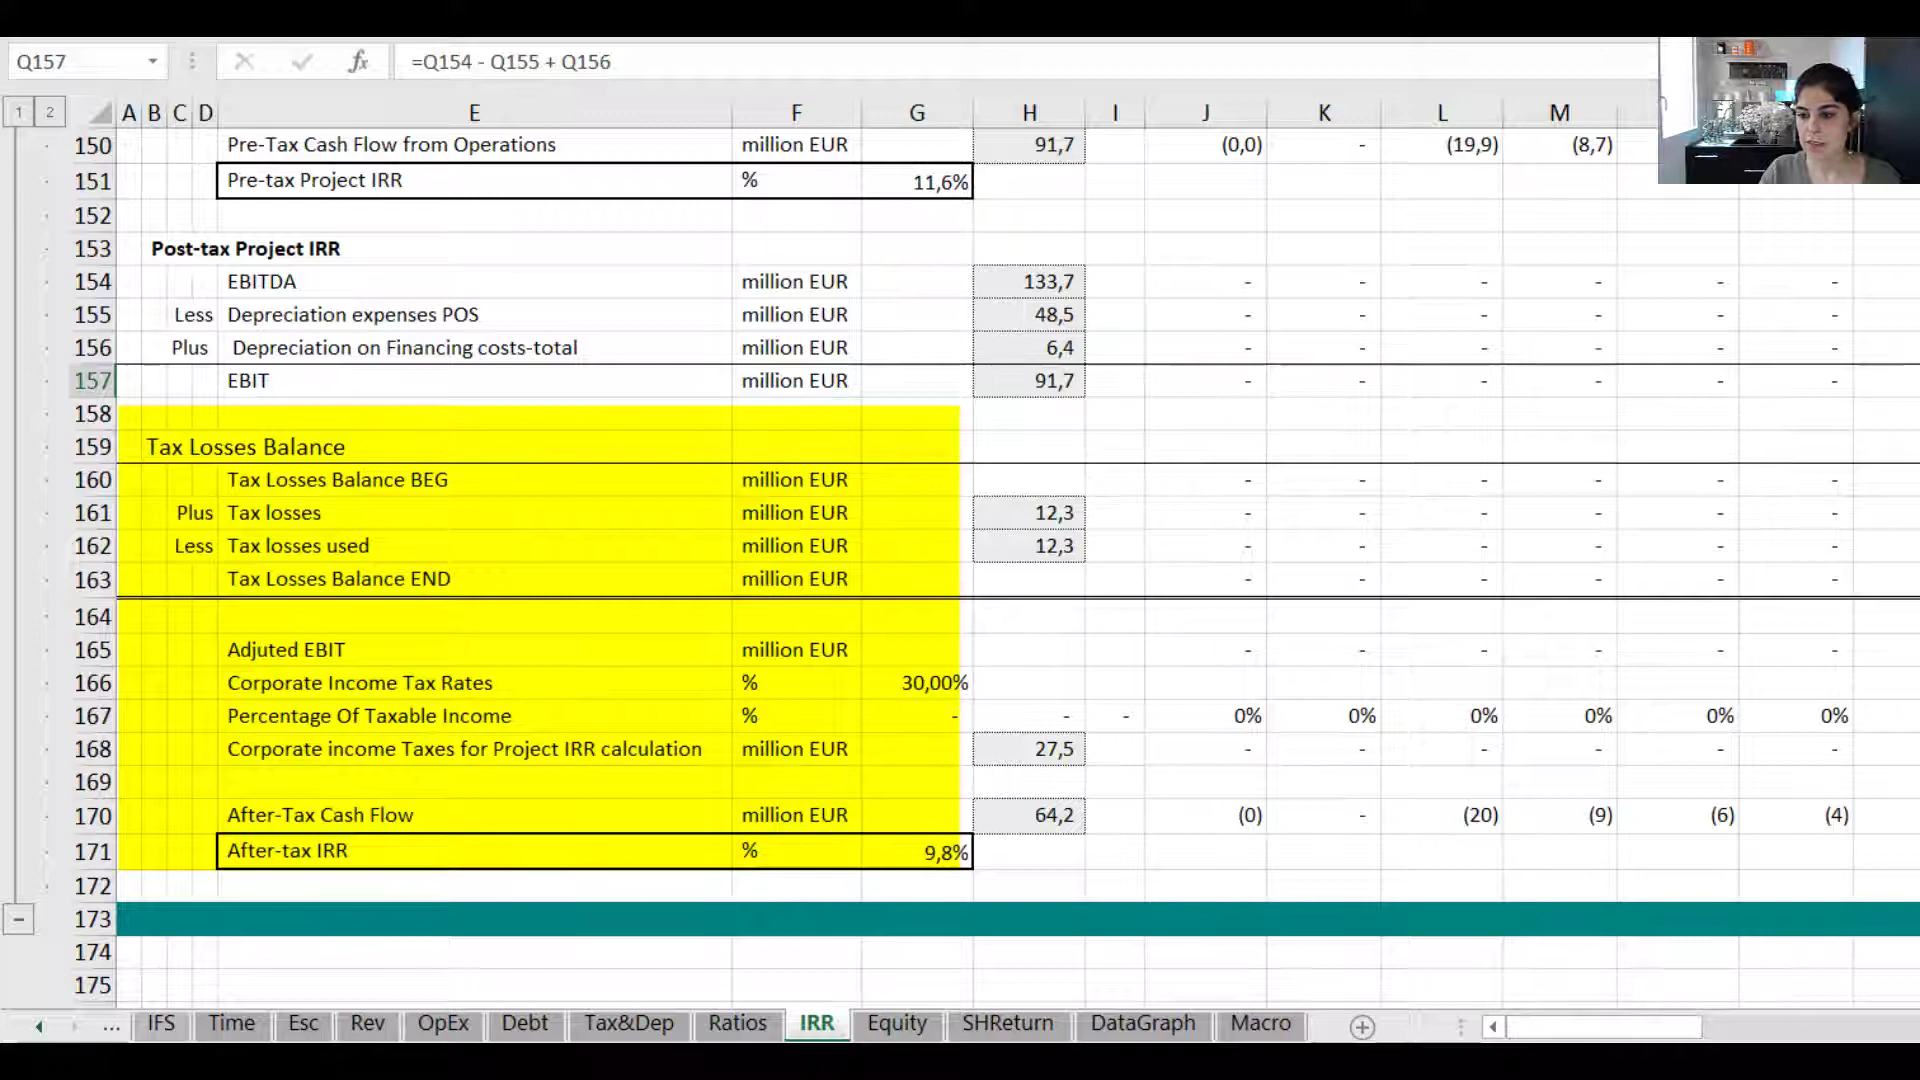 Q157 fx =Q154 - Q155 + Q156
1 2 A B C D E F G H I J K L M
150 Pre-Tax Cash Flow from Operations million EUR 91,7 (0,0) - (19,9) (8,7)
151 Pre-tax Project IRR % 11,6%
152
153 Post-tax Project IRR
154 EBITDA million EUR 133,7 - - - - - -
155 Less Depreciation expenses POS million EUR 48,5 - - - - - -
156 Plus Depreciation on Financing costs-total million EUR 6,4 - - - - - -
157 EBIT million EUR 91,7 - - - - - -
158
159 Tax Losses Balance
160 Tax Losses Balance BEG million EUR - - - - - -
161 Plus Tax losses million EUR 12,3 - - - - - -
162 Less Tax losses used million EUR 12,3 - - - - - -
163 Tax Losses Balance END million EUR - - - - - -
164
165 Adjuted EBIT million EUR - - - - - -
166 Corporate Income Tax Rates % 30,00%
167 Percentage Of Taxable Income % - - - 0% 0% 0% 0% 0% 0%
168 Corporate income Taxes for Project IRR calculation million EUR 27,5 - - - - - -
169
170 After-Tax Cash Flow million EUR 64,2 (0) - (20) (9) (6) (4)
171 After-tax IRR % 9,8%
172
173
174
175
... IFS Time Esc Rev OpEx Debt Tax&Dep Ratios IRR Equity SHReturn DataGraph Macro